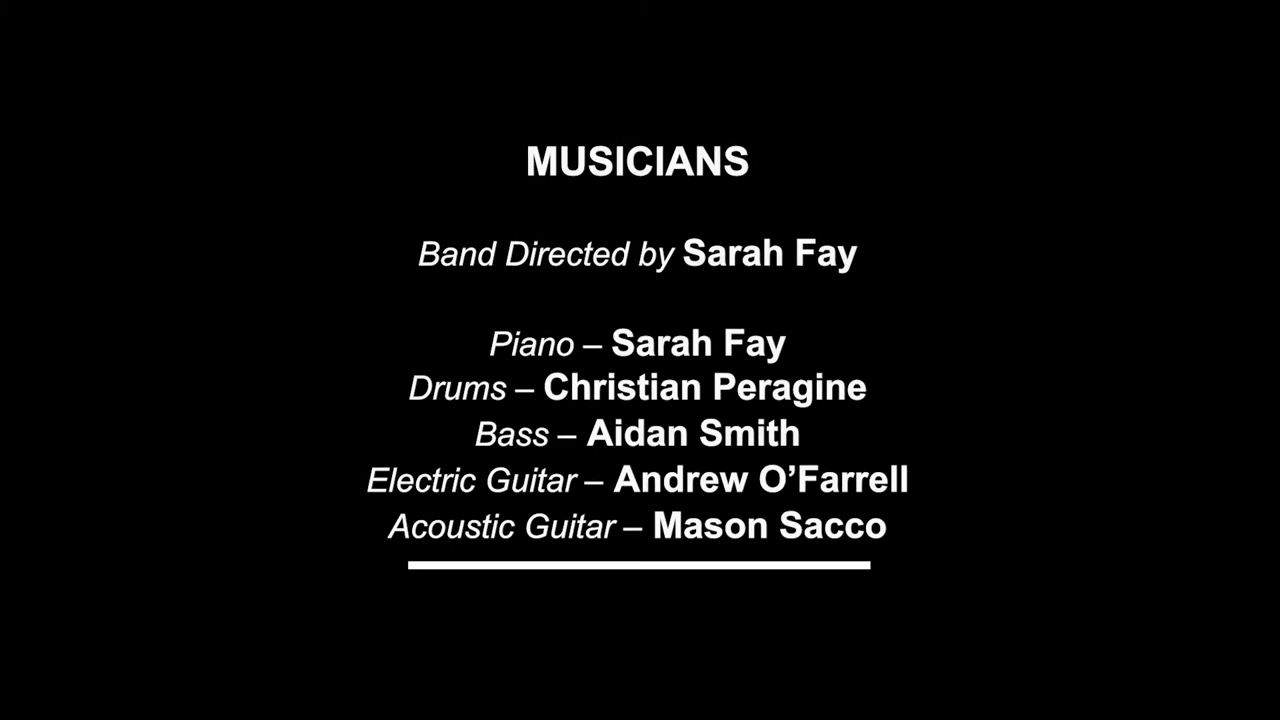 MUSICIANS
Band Directed by Sarah Fay
Piano – Sarah Fay
Drums – Christian Peragine
Bass – Aidan Smith
Electric Guitar – Andrew O’Farrell
Acoustic Guitar – Mason Sacco